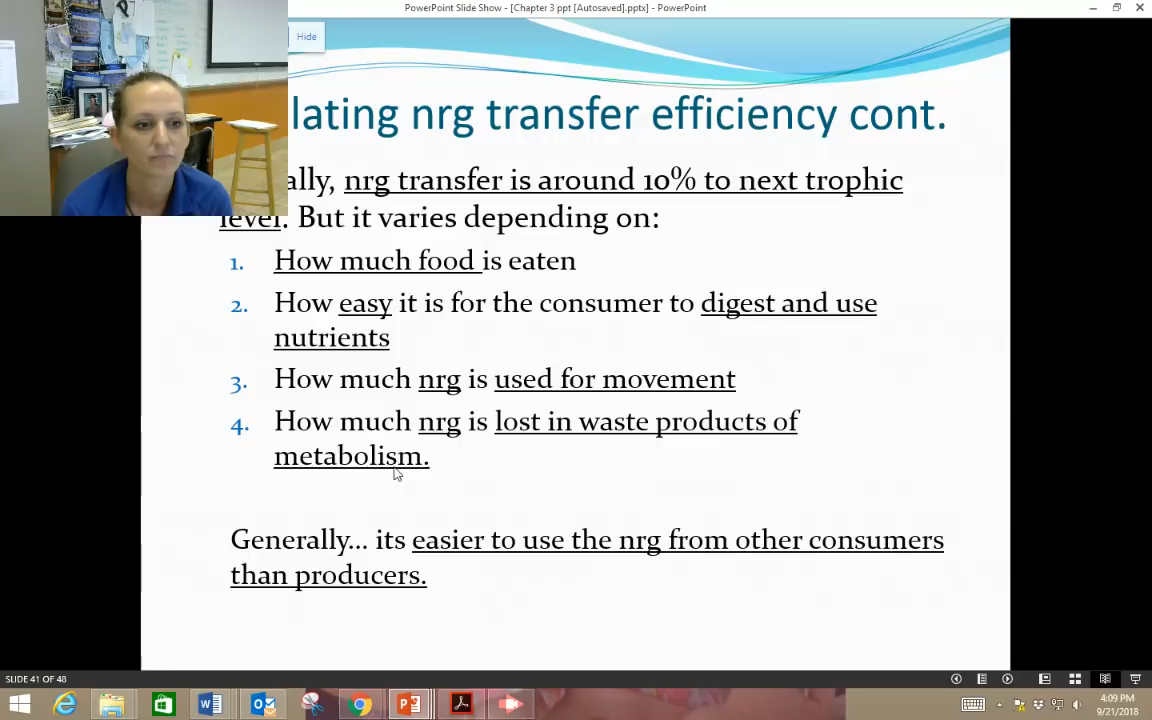 PowerPoint Slide Show - [Chapter 3 ppt [Autosaved].pptx] - PowerPoint
Hide
lating nrg transfer efficiency cont.
ally, nrg transfer is around 10% to next trophic
level. But it varies depending on:
1. How much food is eaten
2. How easy it is for the consumer to digest and use
nutrients
3. How much nrg is used for movement
4. How much nrg is lost in waste products of
metabolism.
Generally... its easier to use the nrg from other consumers
than producers.
SLIDE 41 OF 48
4:09 PM
9/21/2018